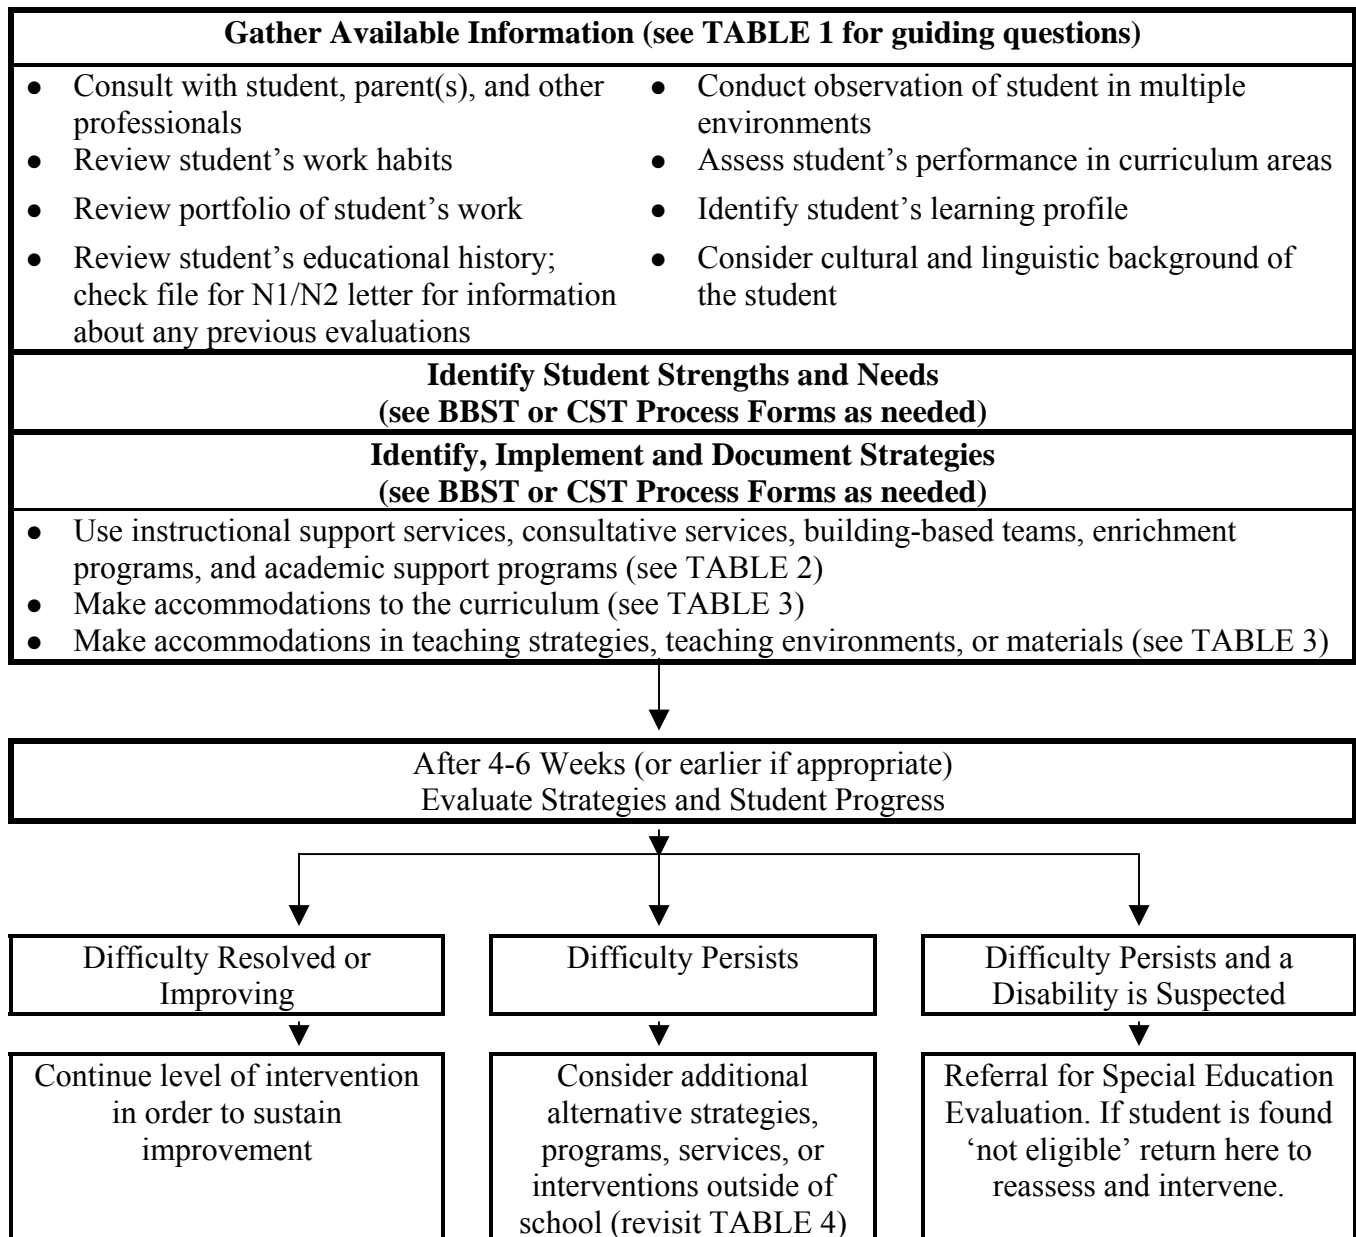 Gather Available Information (see TABLE 1 for guiding questions)
● Consult with student, parent(s), and other
professionals
● Review student’s work habits
● Review portfolio of student’s work
● Review student’s educational history;
check file for N1/N2 letter for information
about any previous evaluations
● Conduct observation of student in multiple
environments
● Assess student’s performance in curriculum areas
● Identify student’s learning profile
● Consider cultural and linguistic background of
the student
Identify Student Strengths and Needs
(see BBST or CST Process Forms as needed)
Identify, Implement and Document Strategies
(see BBST or CST Process Forms as needed)
● Use instructional support services, consultative services, building-based teams, enrichment
programs, and academic support programs (see TABLE 2)
● Make accommodations to the curriculum (see TABLE 3)
● Make accommodations in teaching strategies, teaching environments, or materials (see TABLE 3)
After 4-6 Weeks (or earlier if appropriate)
Evaluate Strategies and Student Progress
Difficulty Resolved or
Improving
Difficulty Persists
Difficulty Persists and a
Disability is Suspected
Continue level of intervention
in order to sustain
improvement
Consider additional
alternative strategies,
programs, services, or
interventions outside of
school (revisit TABLE 4)
Referral for Special Education
Evaluation. If student is found
‘not eligible’ return here to
reassess and intervene.